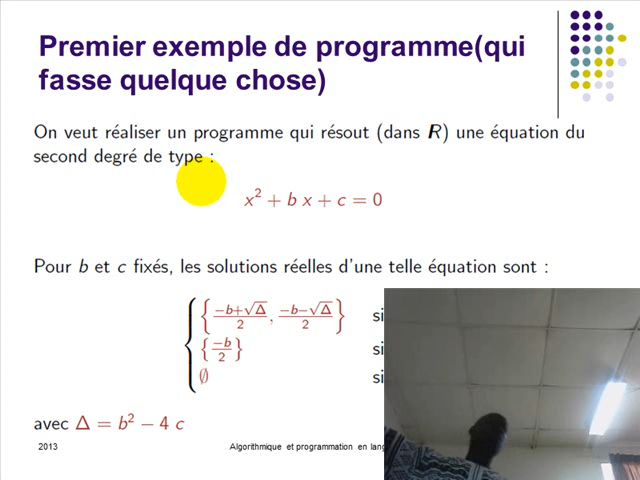 Premier exemple de programme(qui
fasse quelque chose)
On veut réaliser un programme qui résout (dans R) une équation du
second degré de type :
x² + b x + c = 0
Pour b et c fixés, les solutions réelles d'une telle équation sont :
{ (-b+√Δ)/2 , (-b-√Δ)/2 } si
{ -b/2 } si
∅ si
avec Δ = b² − 4 c
2013 Algorithmique et programmation en